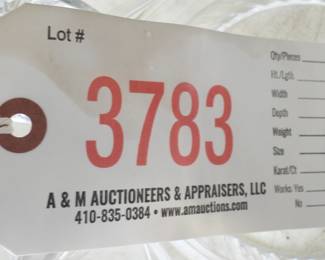 Lot #
3783
A & M AUCTIONEERS & APPRAISERS, LLC
410-835-0384 • www.amauctions.com
Qty/Pieces
Ht./Lgth.
Width
Depth
Weight
Size
Karat/Ct
Works: Yes
No